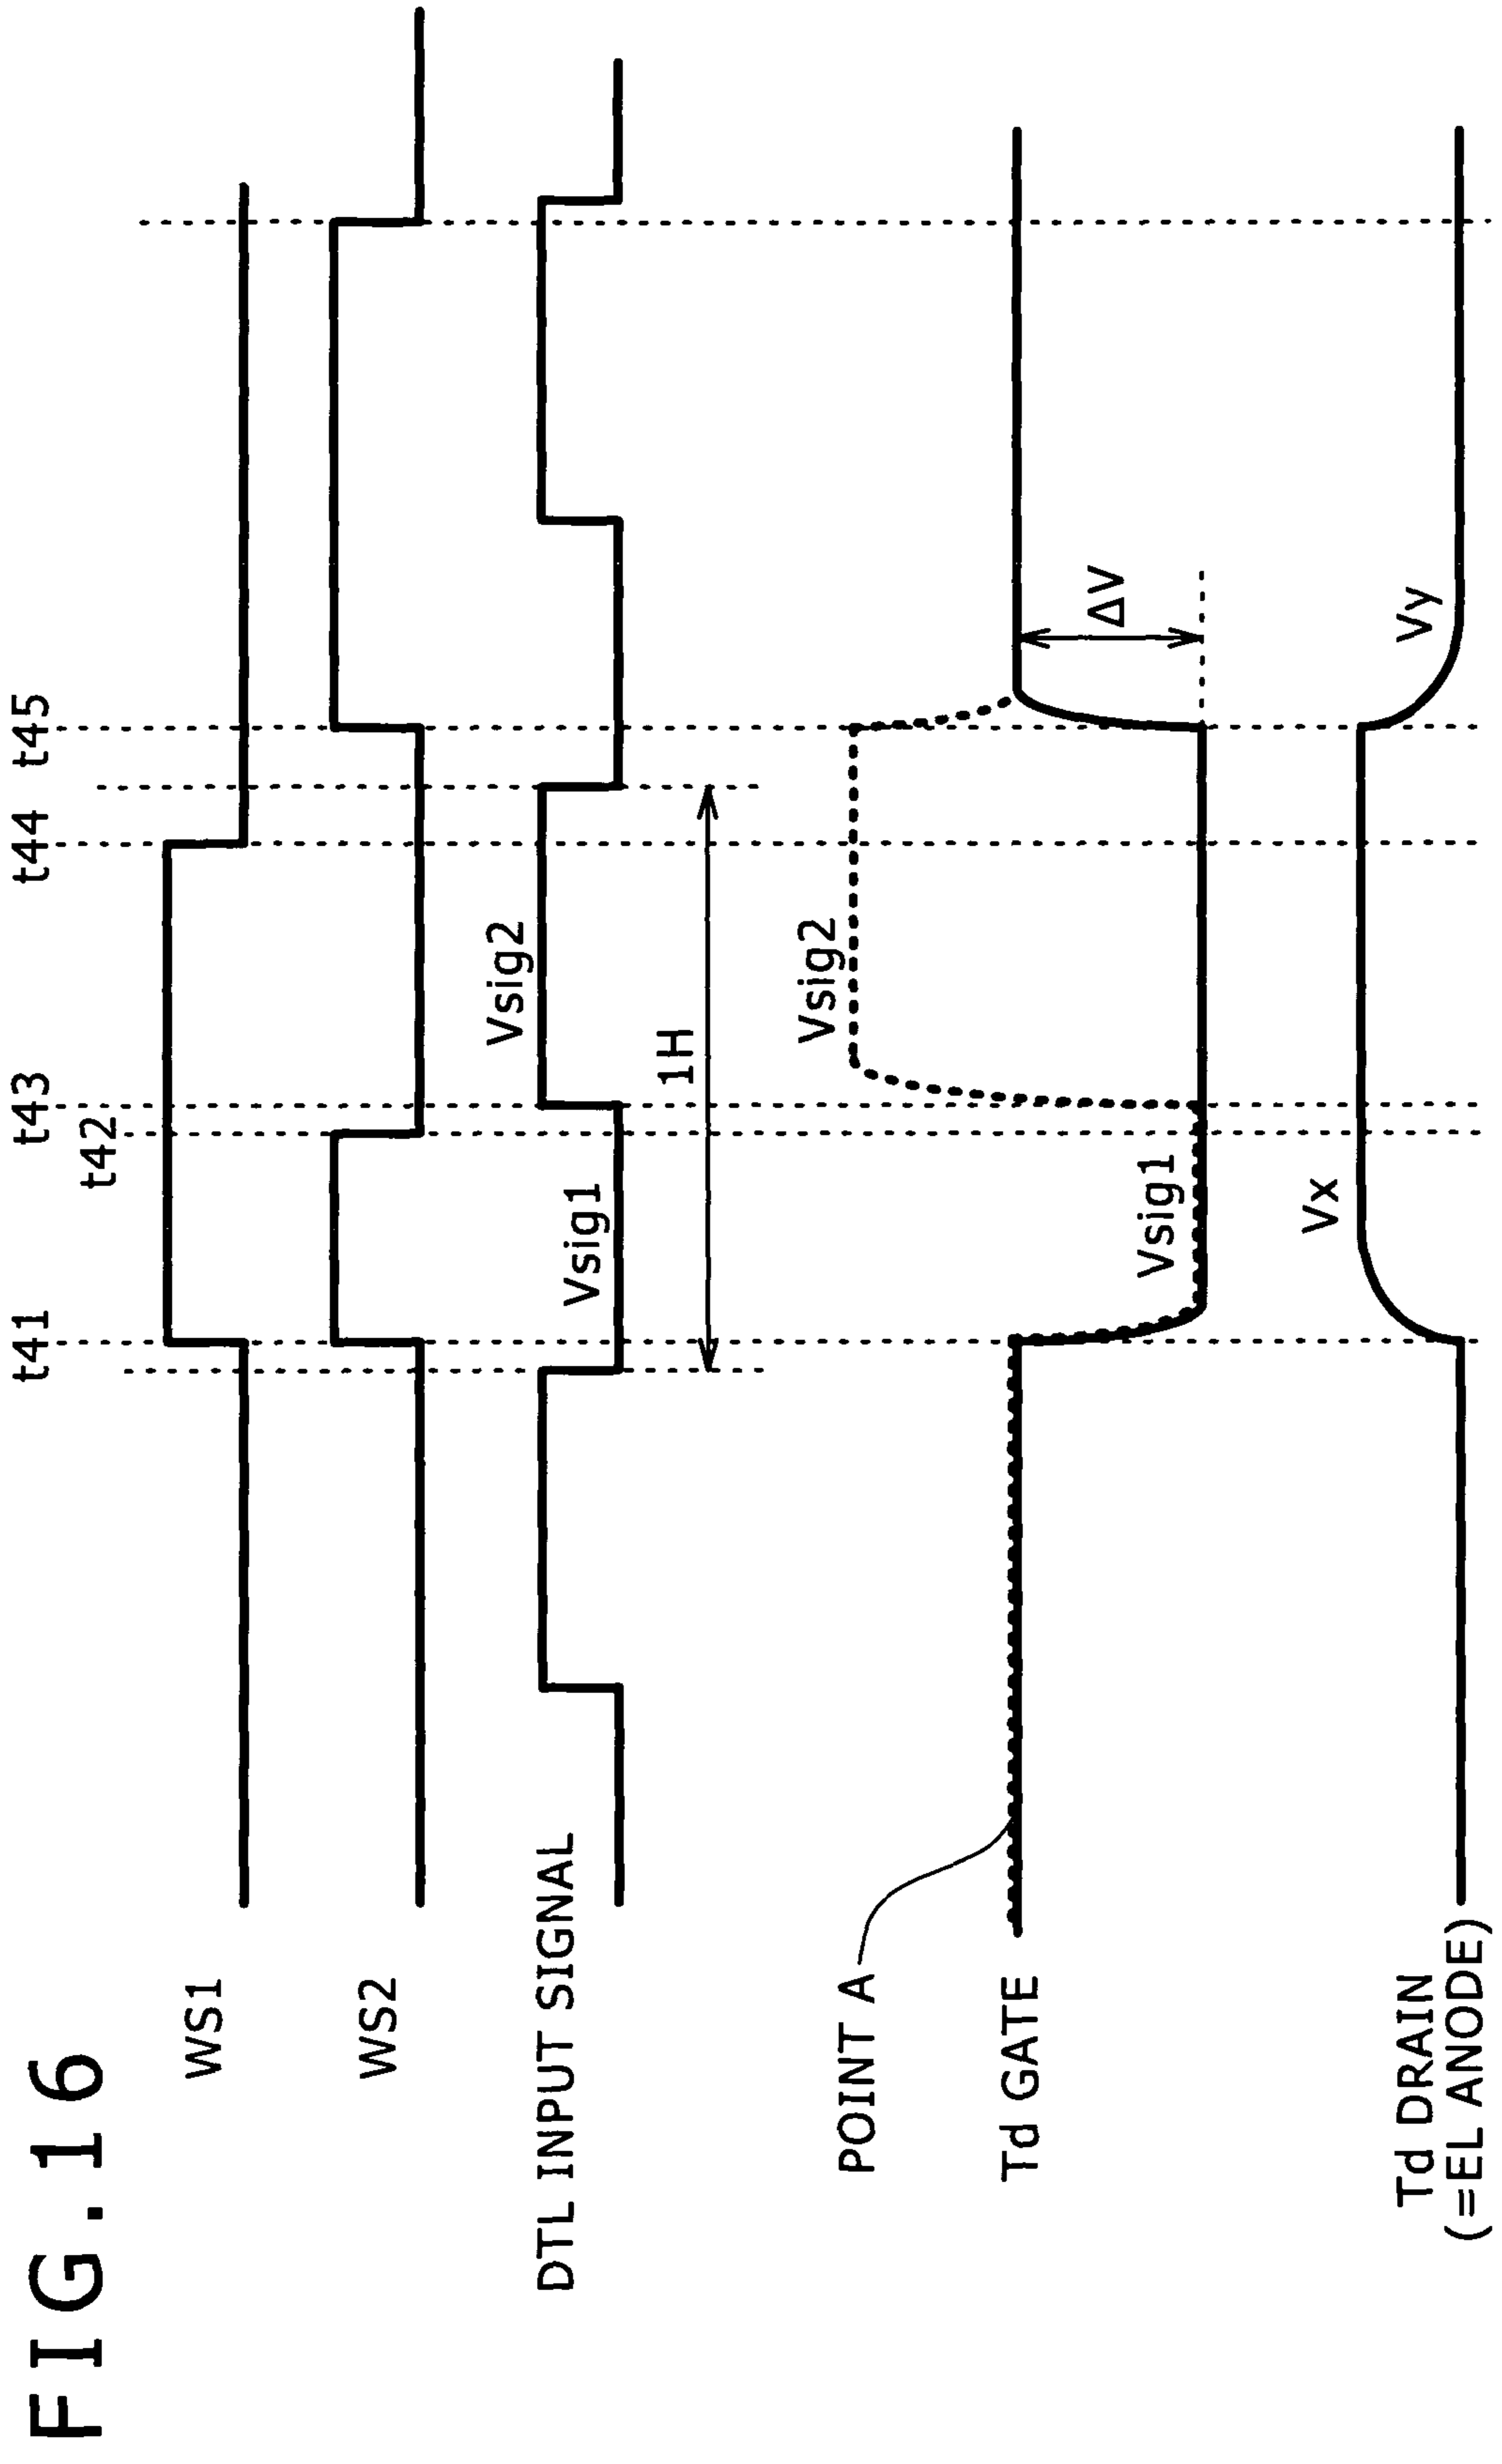 FIG.16
t41
t42
t43
t44
t45
WS1
WS2
DTL INPUT SIGNAL
Vsig1
Vsig2
1H
POINT A
Vsig2
Td GATE
Vsig1
ΔV
Td DRAIN
(=EL ANODE)
Vx
Vy